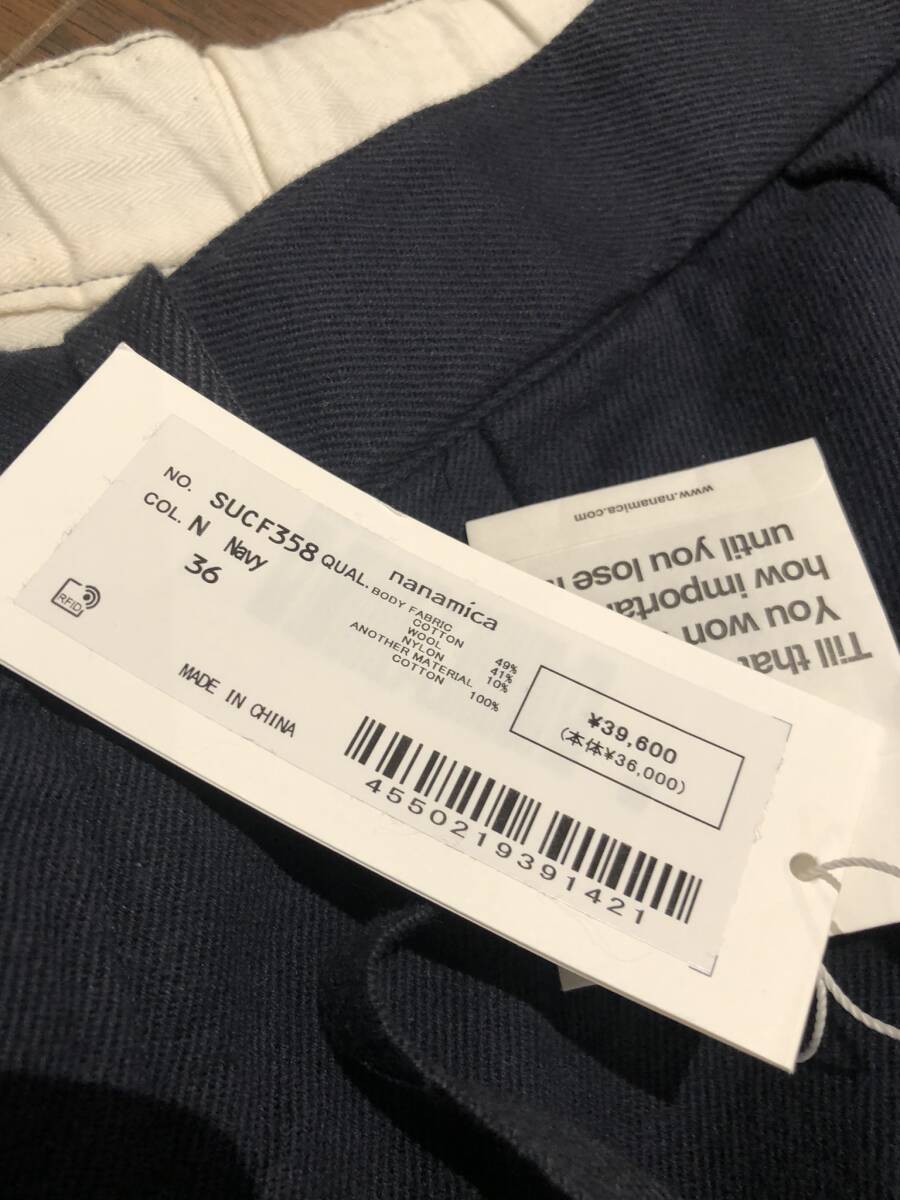 NO. SUCF358
COL. N Navy
36
RFID
QUAL. nanamica
BODY FABRIC
COTTON 49%
WOOL 41%
NYLON 10%
ANOTHER MATERIAL
COTTON 100%
MADE IN CHINA
¥39,600
(本体¥36,000)
4550219391421
Till tha
You won
how importa
until you lose
www.nanamica.com